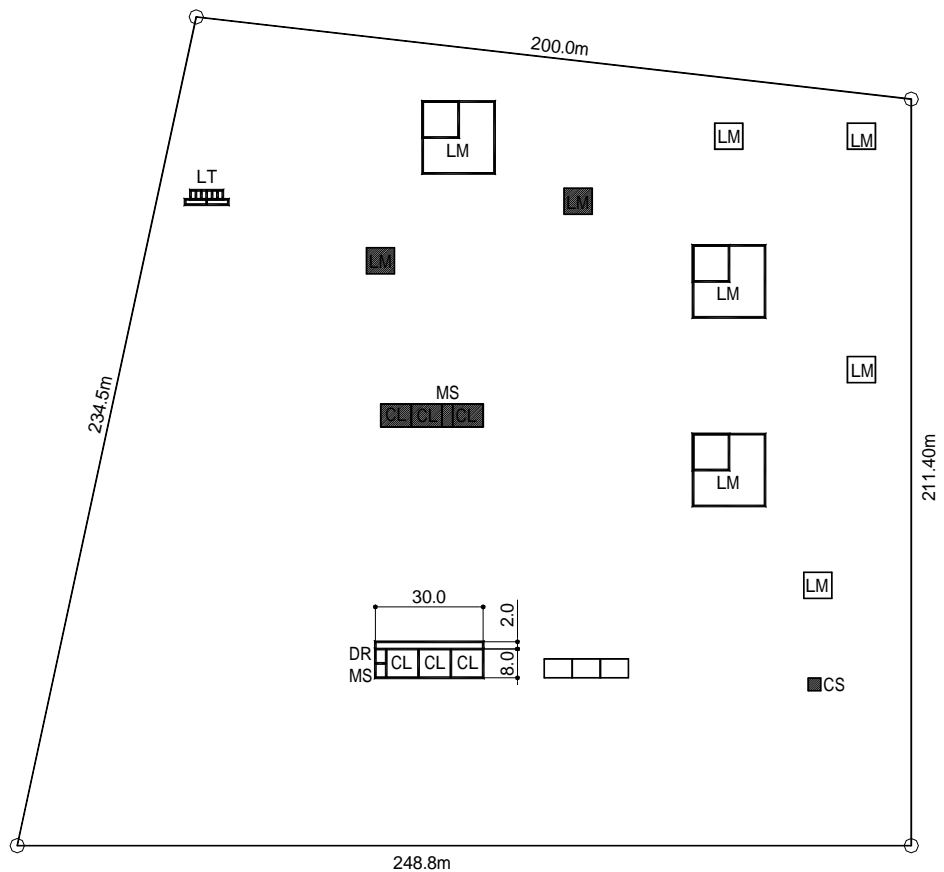 200.0m
LM
LM
LM
LT
LM
LM
LM
LM
234.5m
MS
CL CL CL
LM
211.40m
LM
30.0
2.0
DR
CL CL CL
8.0
MS
CS
248.8m